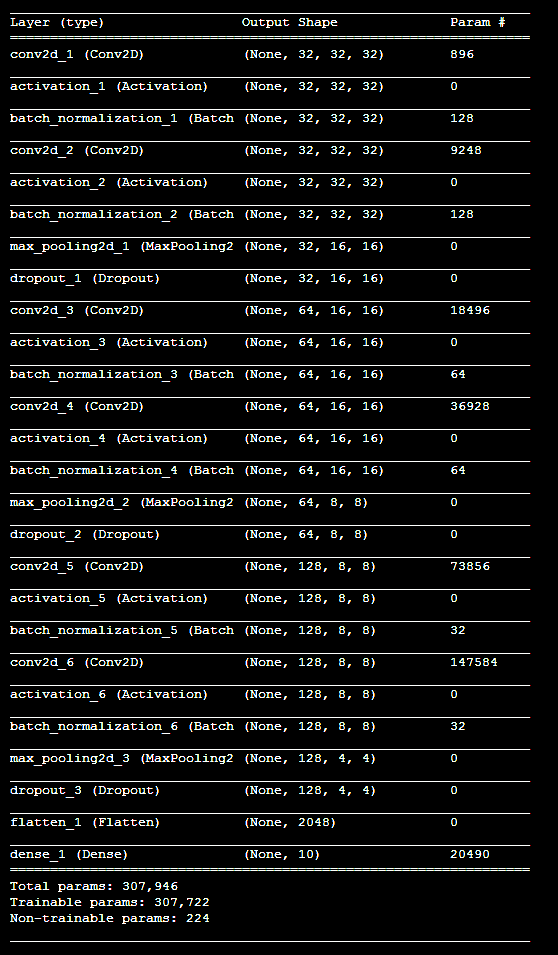 Layer (type) Output Shape Param #
conv2d_1 (Conv2D) (None, 32, 32, 32) 896
activation_1 (Activation) (None, 32, 32, 32) 0
batch_normalization_1 (Batch (None, 32, 32, 32) 128
conv2d_2 (Conv2D) (None, 32, 32, 32) 9248
activation_2 (Activation) (None, 32, 32, 32) 0
batch_normalization_2 (Batch (None, 32, 32, 32) 128
max_pooling2d_1 (MaxPooling2 (None, 32, 16, 16) 0
dropout_1 (Dropout) (None, 32, 16, 16) 0
conv2d_3 (Conv2D) (None, 64, 16, 16) 18496
activation_3 (Activation) (None, 64, 16, 16) 0
batch_normalization_3 (Batch (None, 64, 16, 16) 64
conv2d_4 (Conv2D) (None, 64, 16, 16) 36928
activation_4 (Activation) (None, 64, 16, 16) 0
batch_normalization_4 (Batch (None, 64, 16, 16) 64
max_pooling2d_2 (MaxPooling2 (None, 64, 8, 8) 0
dropout_2 (Dropout) (None, 64, 8, 8) 0
conv2d_5 (Conv2D) (None, 128, 8, 8) 73856
activation_5 (Activation) (None, 128, 8, 8) 0
batch_normalization_5 (Batch (None, 128, 8, 8) 32
conv2d_6 (Conv2D) (None, 128, 8, 8) 147584
activation_6 (Activation) (None, 128, 8, 8) 0
batch_normalization_6 (Batch (None, 128, 8, 8) 32
max_pooling2d_3 (MaxPooling2 (None, 128, 4, 4) 0
dropout_3 (Dropout) (None, 128, 4, 4) 0
flatten_1 (Flatten) (None, 2048) 0
dense_1 (Dense) (None, 10) 20490
Total params: 307,946
Trainable params: 307,722
Non-trainable params: 224